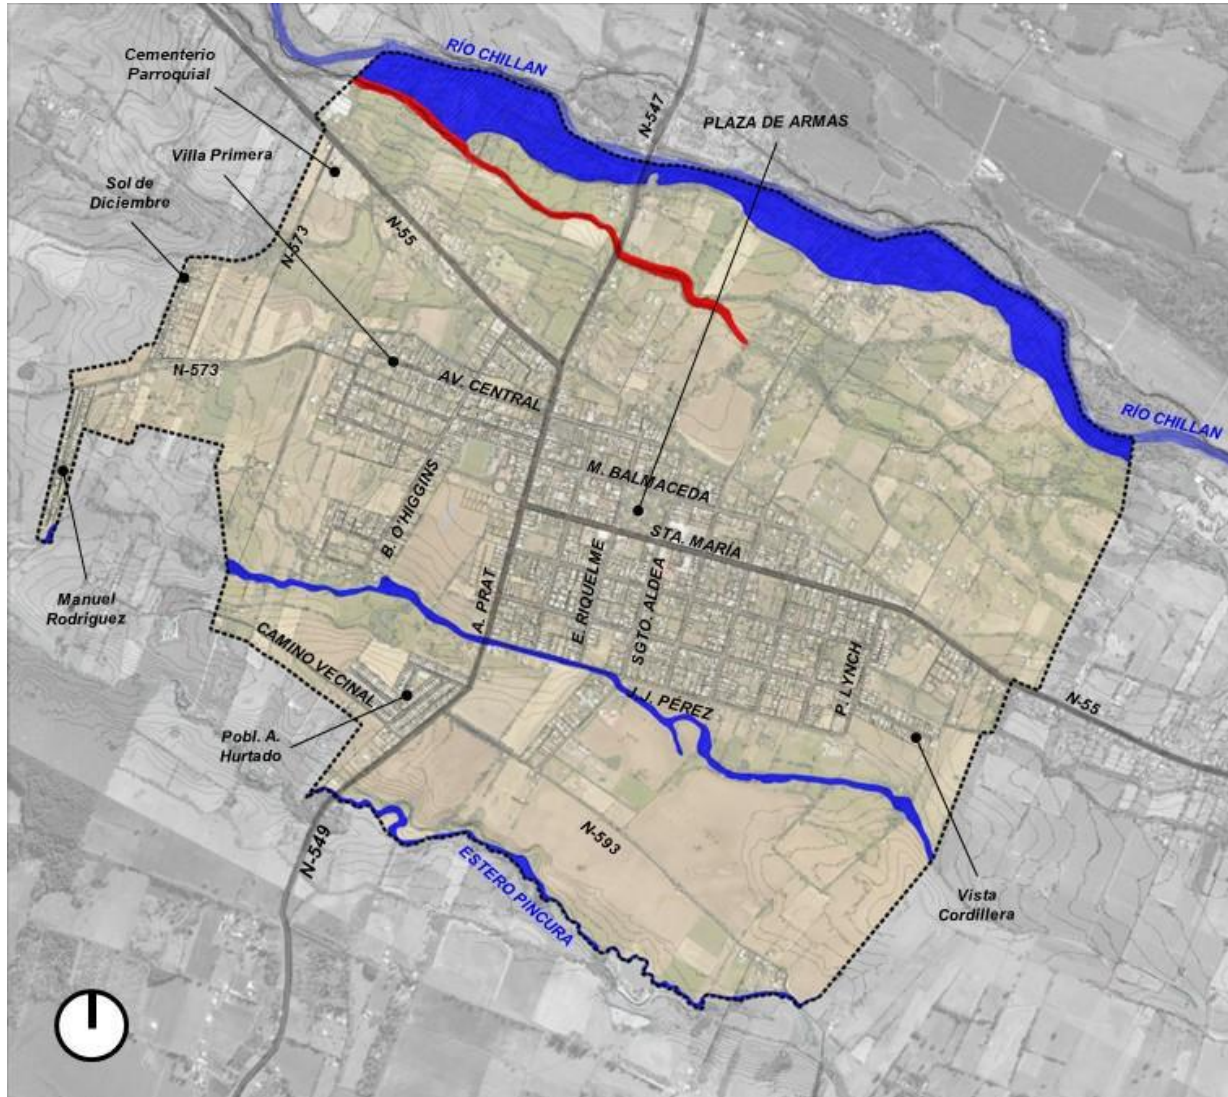 RÍO CHILLAN
Cementerio
Parroquial
N-547
PLAZA DE ARMAS
Villa Primera
Sol de
Diciembre
N-55
N-573
N-573
AV. CENTRAL
RÍO CHILLAN
M. BALMACEDA
B. O'HIGGINS
STA. MARÍA
A. PRAT
E. RIQUELME
SGTO. ALDEA
Manuel
Rodriguez
CAMINO VECINAL
P. LYNCH
J.J. PÉREZ
N-55
Pobl. A.
Hurtado
N-593
N-549
ESTERO PINCURA
Vista
Cordillera